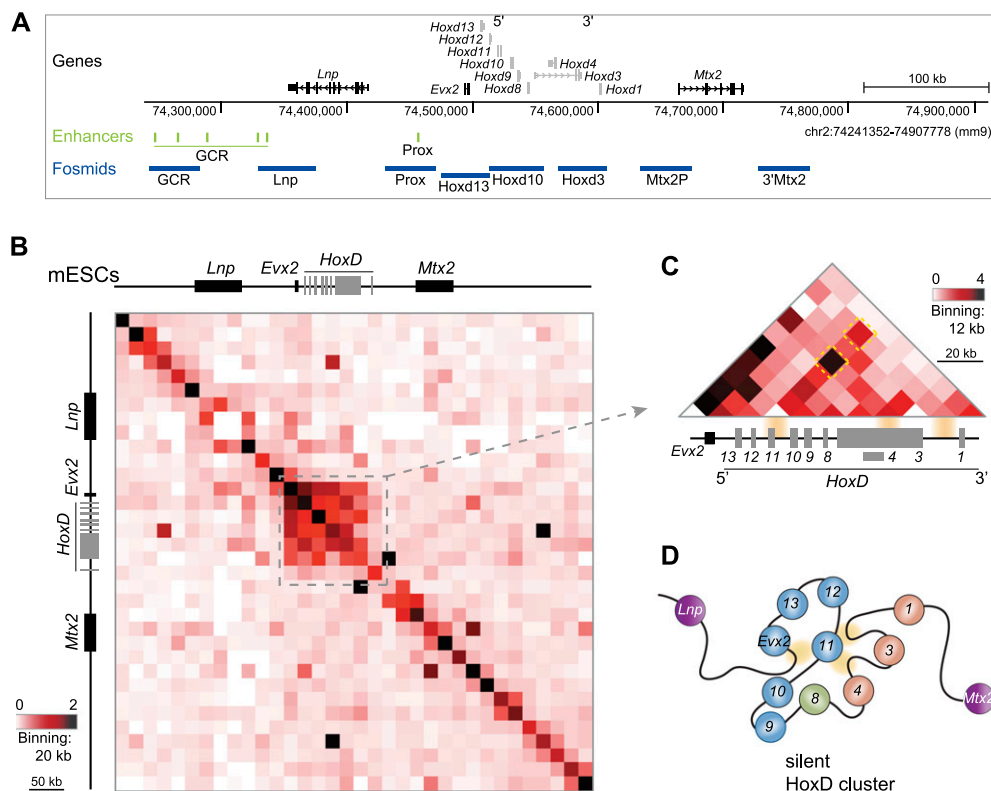 A
Genes
Hoxd13
5'
3'
Hoxd12
Hoxd11
Hoxd10
Hoxd4
Hoxd9
Hoxd3
Lnp
Evx2
Hoxd8
Hoxd1
Mtx2
100 kb
74,300,000
74,400,000
74,500,000
74,600,000
74,700,000
74,800,000
74,900,000
chr2:74241352-74907778 (mm9)
Enhancers
GCR
Prox
Fosmids
GCR
Lnp
Prox
Hoxd13
Hoxd10
Hoxd3
Mtx2P
3'Mtx2
B
mESCs
Lnp
Evx2
HoxD
Mtx2
Lnp
Evx2
HoxD
Mtx2
0 2
Binning:
20 kb
50 kb
C
0 4
Binning:
12 kb
20 kb
Evx2
13 12 11 10 9 8 4 3 1
5' HoxD 3'
D
Lnp
13
12
1
Evx2
11
3
10
8
4
9
Mtx2
silent
HoxD cluster